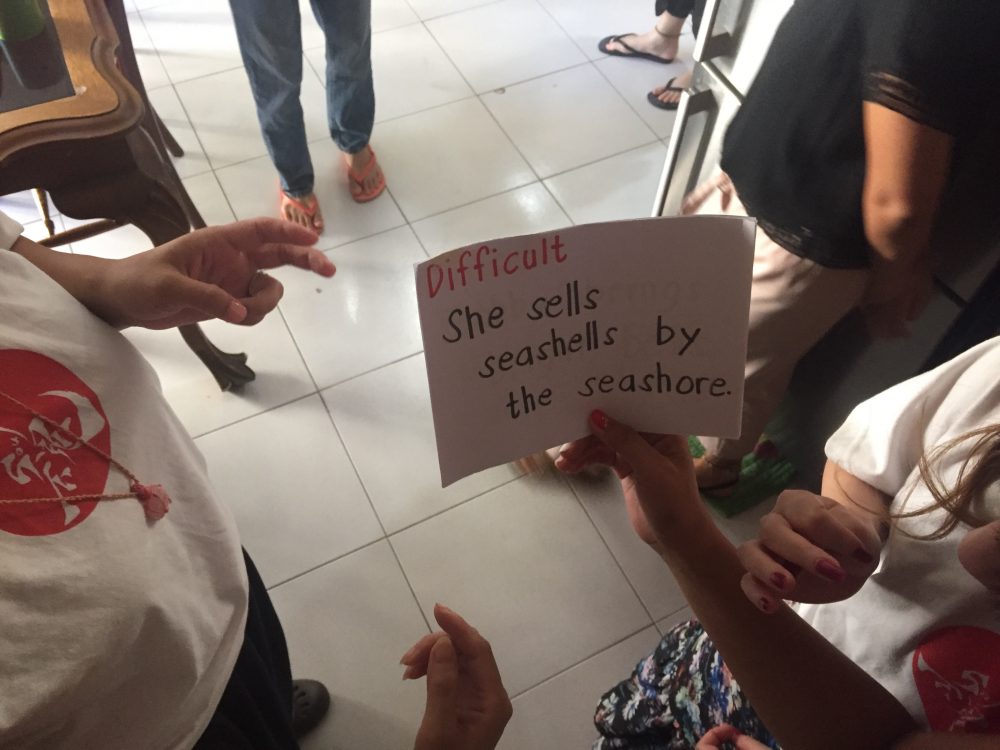 Difficult
She sells
seashells by
the seashore.